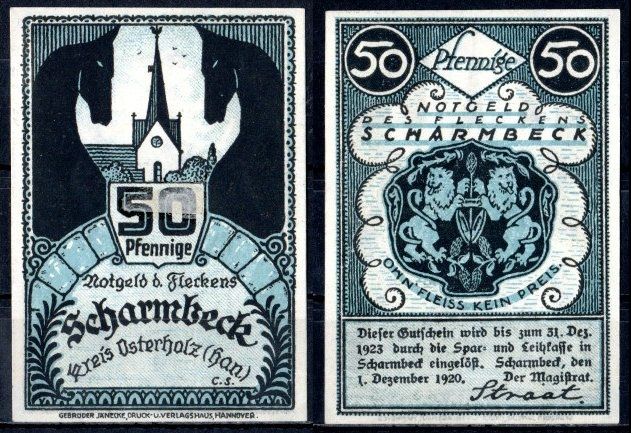 50
Pfennige
Notgeld d. Fleckens
Scharmbeck
Kreis Osterholz (Han)
C.S.
GEBRÜDER JÄNECKE, DRUCK- U. VERLAGSHAUS, HANNOVER.
50 Pfennige 50
NOTGELD
DES FLECKENS
SCHARMBECK
OHN' FLEISS KEIN PREIS.
Dieser Gutschein wird bis zum 31. Dez.
1923 durch die Spar- und Leihkasse in
Scharmbeck eingelöst. Scharmbeck, den
1. Dezember 1920. Der Magistrat.
Straat.